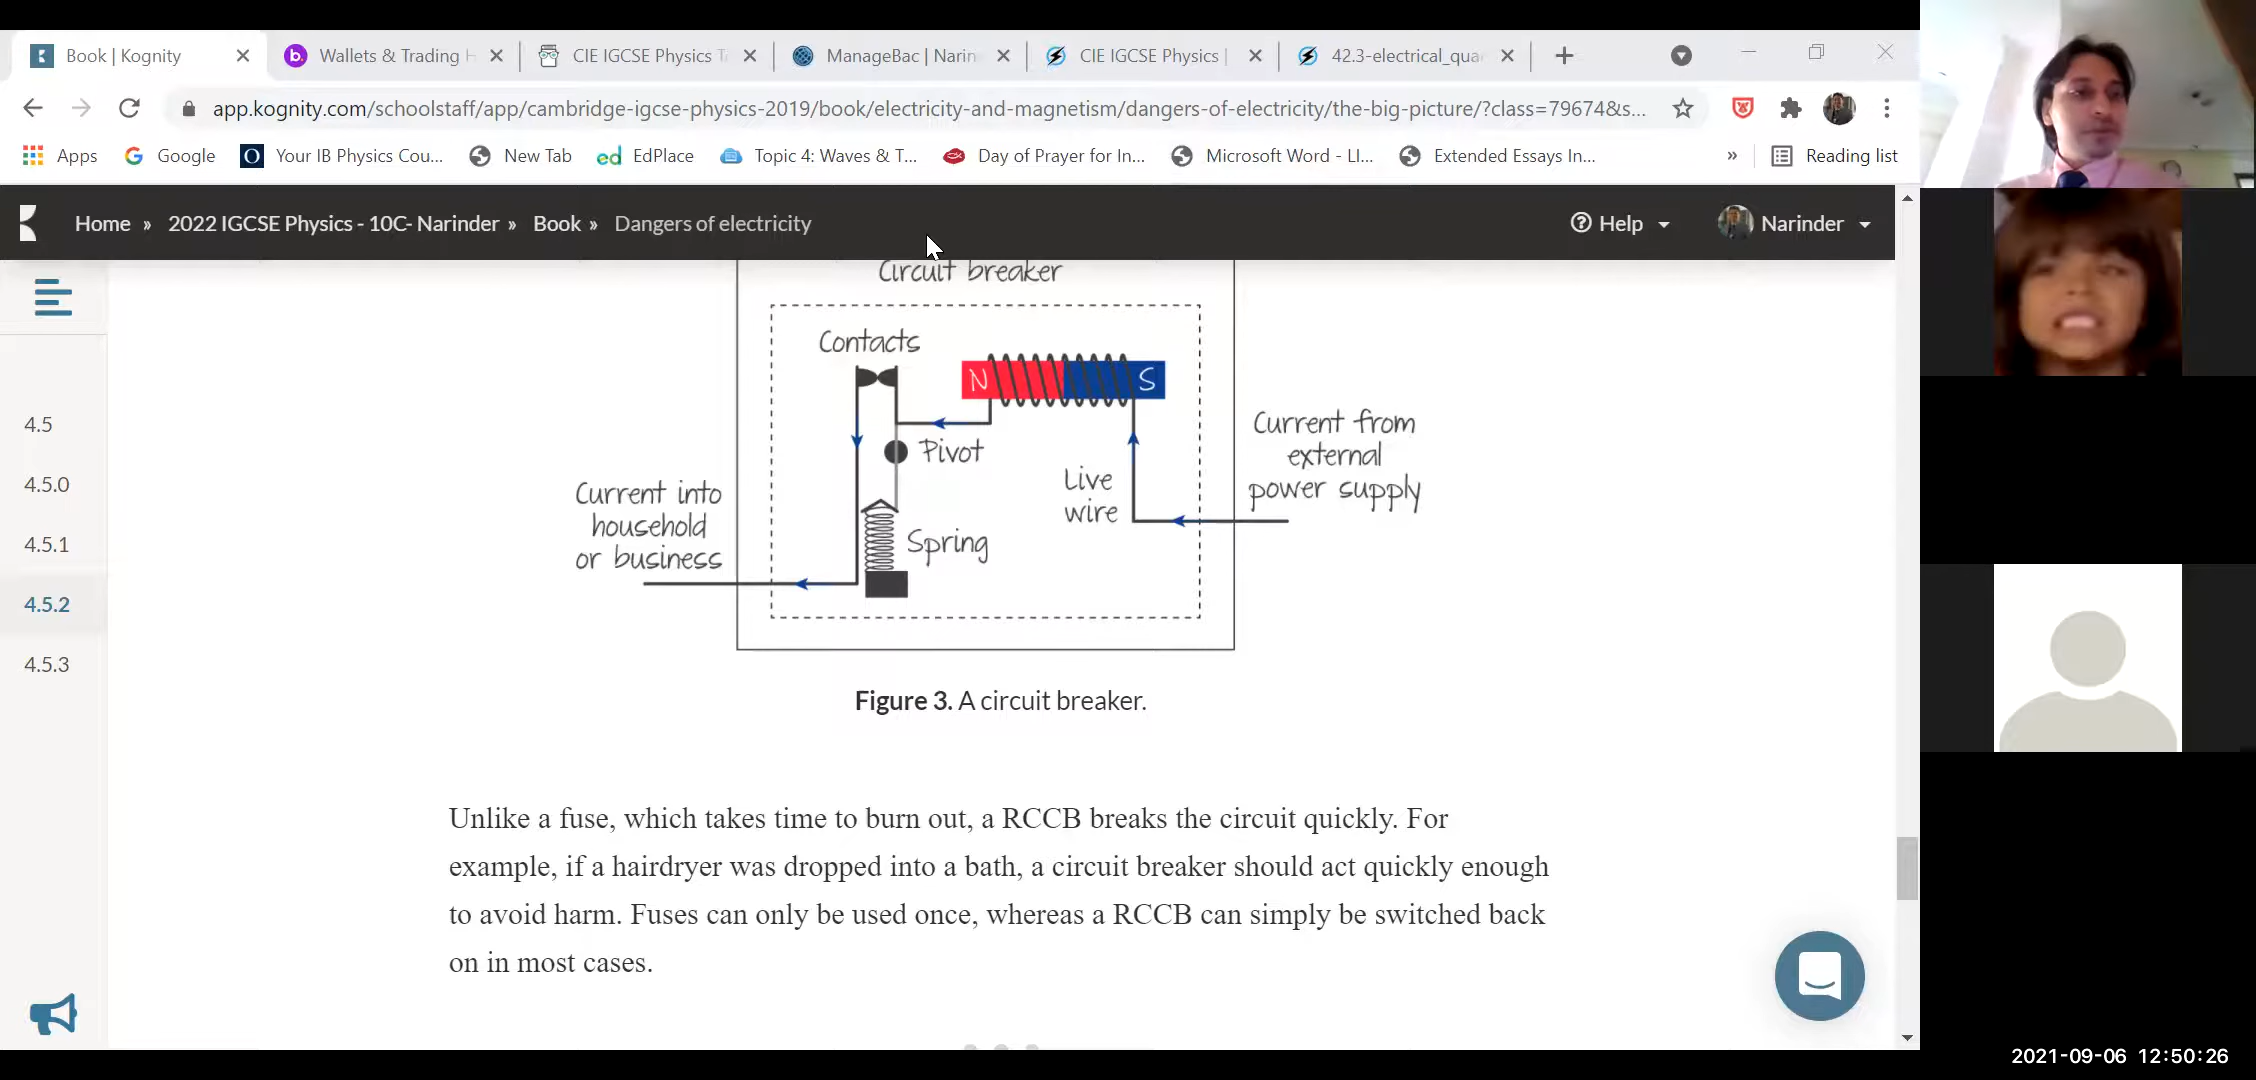 Book | Kognity
Wallets & Trading H
CIE IGCSE Physics T
ManageBac | Narin
CIE IGCSE Physics |
42.3-electrical_qua
app.kognity.com/schoolstaff/app/cambridge-igcse-physics-2019/book/electricity-and-magnetism/dangers-of-electricity/the-big-picture/?class=79674&s...
Apps
Google
Your IB Physics Cou...
New Tab
ed EdPlace
Topic 4: Waves & T...
Day of Prayer for In...
Microsoft Word - LI...
Extended Essays In...
»
Reading list
Home » 2022 IGCSE Physics - 10C- Narinder » Book » Dangers of electricity
Help
Narinder
4.5
4.5.0
4.5.1
4.5.2
4.5.3
Circuit breaker
Contacts
N
S
Pivot
Spring
Live
wire
Current from
external
power supply
Current into
household
or business
Figure 3. A circuit breaker.
Unlike a fuse, which takes time to burn out, a RCCB breaks the circuit quickly. For
example, if a hairdryer was dropped into a bath, a circuit breaker should act quickly enough
to avoid harm. Fuses can only be used once, whereas a RCCB can simply be switched back
on in most cases.
2021-09-06 12:50:26